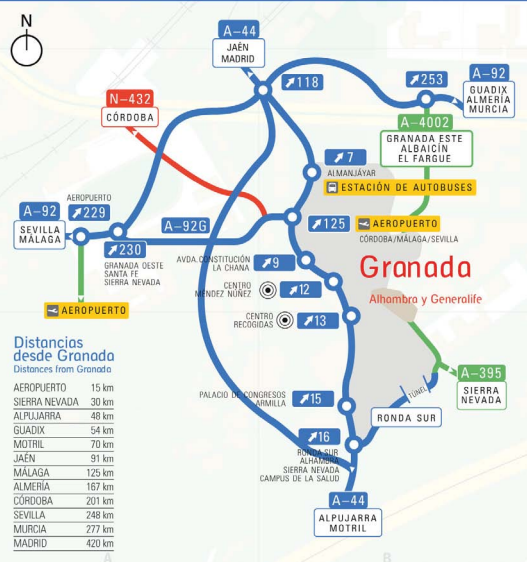 N
A-44
JAÉN
MADRID
118
253
A-92
GUADIX
ALMERÍA
MURCIA
N-432
CÓRDOBA
A-4002
GRANADA ESTE
ALBAICÍN
EL FARGUE
7
ALMANJÁYAR
ESTACIÓN DE AUTOBUSES
AEROPUERTO
A-92
229
SEVILLA
MÁLAGA
230
GRANADA OESTE
SANTA FE
SIERRA NEVADA
A-92G
125
AEROPUERTO
CÓRDOBA/MÁLAGA/SEVILLA
AVDA. CONSTITUCIÓN
LA CHANA
9
Granada
CENTRO
MÉNDEZ NÚÑEZ
12
Alhambra y Generalife
AEROPUERTO
CENTRO
RECOGIDAS
13
Distancias
desde Granada
Distances from Granada
AEROPUERTO 15 km
SIERRA NEVADA 30 km
ALPUJARRA 48 km
GUADIX 54 km
MOTRIL 70 km
JAÉN 91 km
MÁLAGA 125 km
ALMERÍA 167 km
CÓRDOBA 201 km
SEVILLA 248 km
MURCIA 277 km
MADRID 420 km
A-395
SIERRA
NEVADA
PALACIO DE CONGRESOS
ARMILLA
15
TÚNEL
RONDA SUR
16
RONDA SUR
ALHAMBRA
SIERRA NEVADA
CAMPUS DE LA SALUD
A-44
ALPUJARRA
MOTRIL
A
B